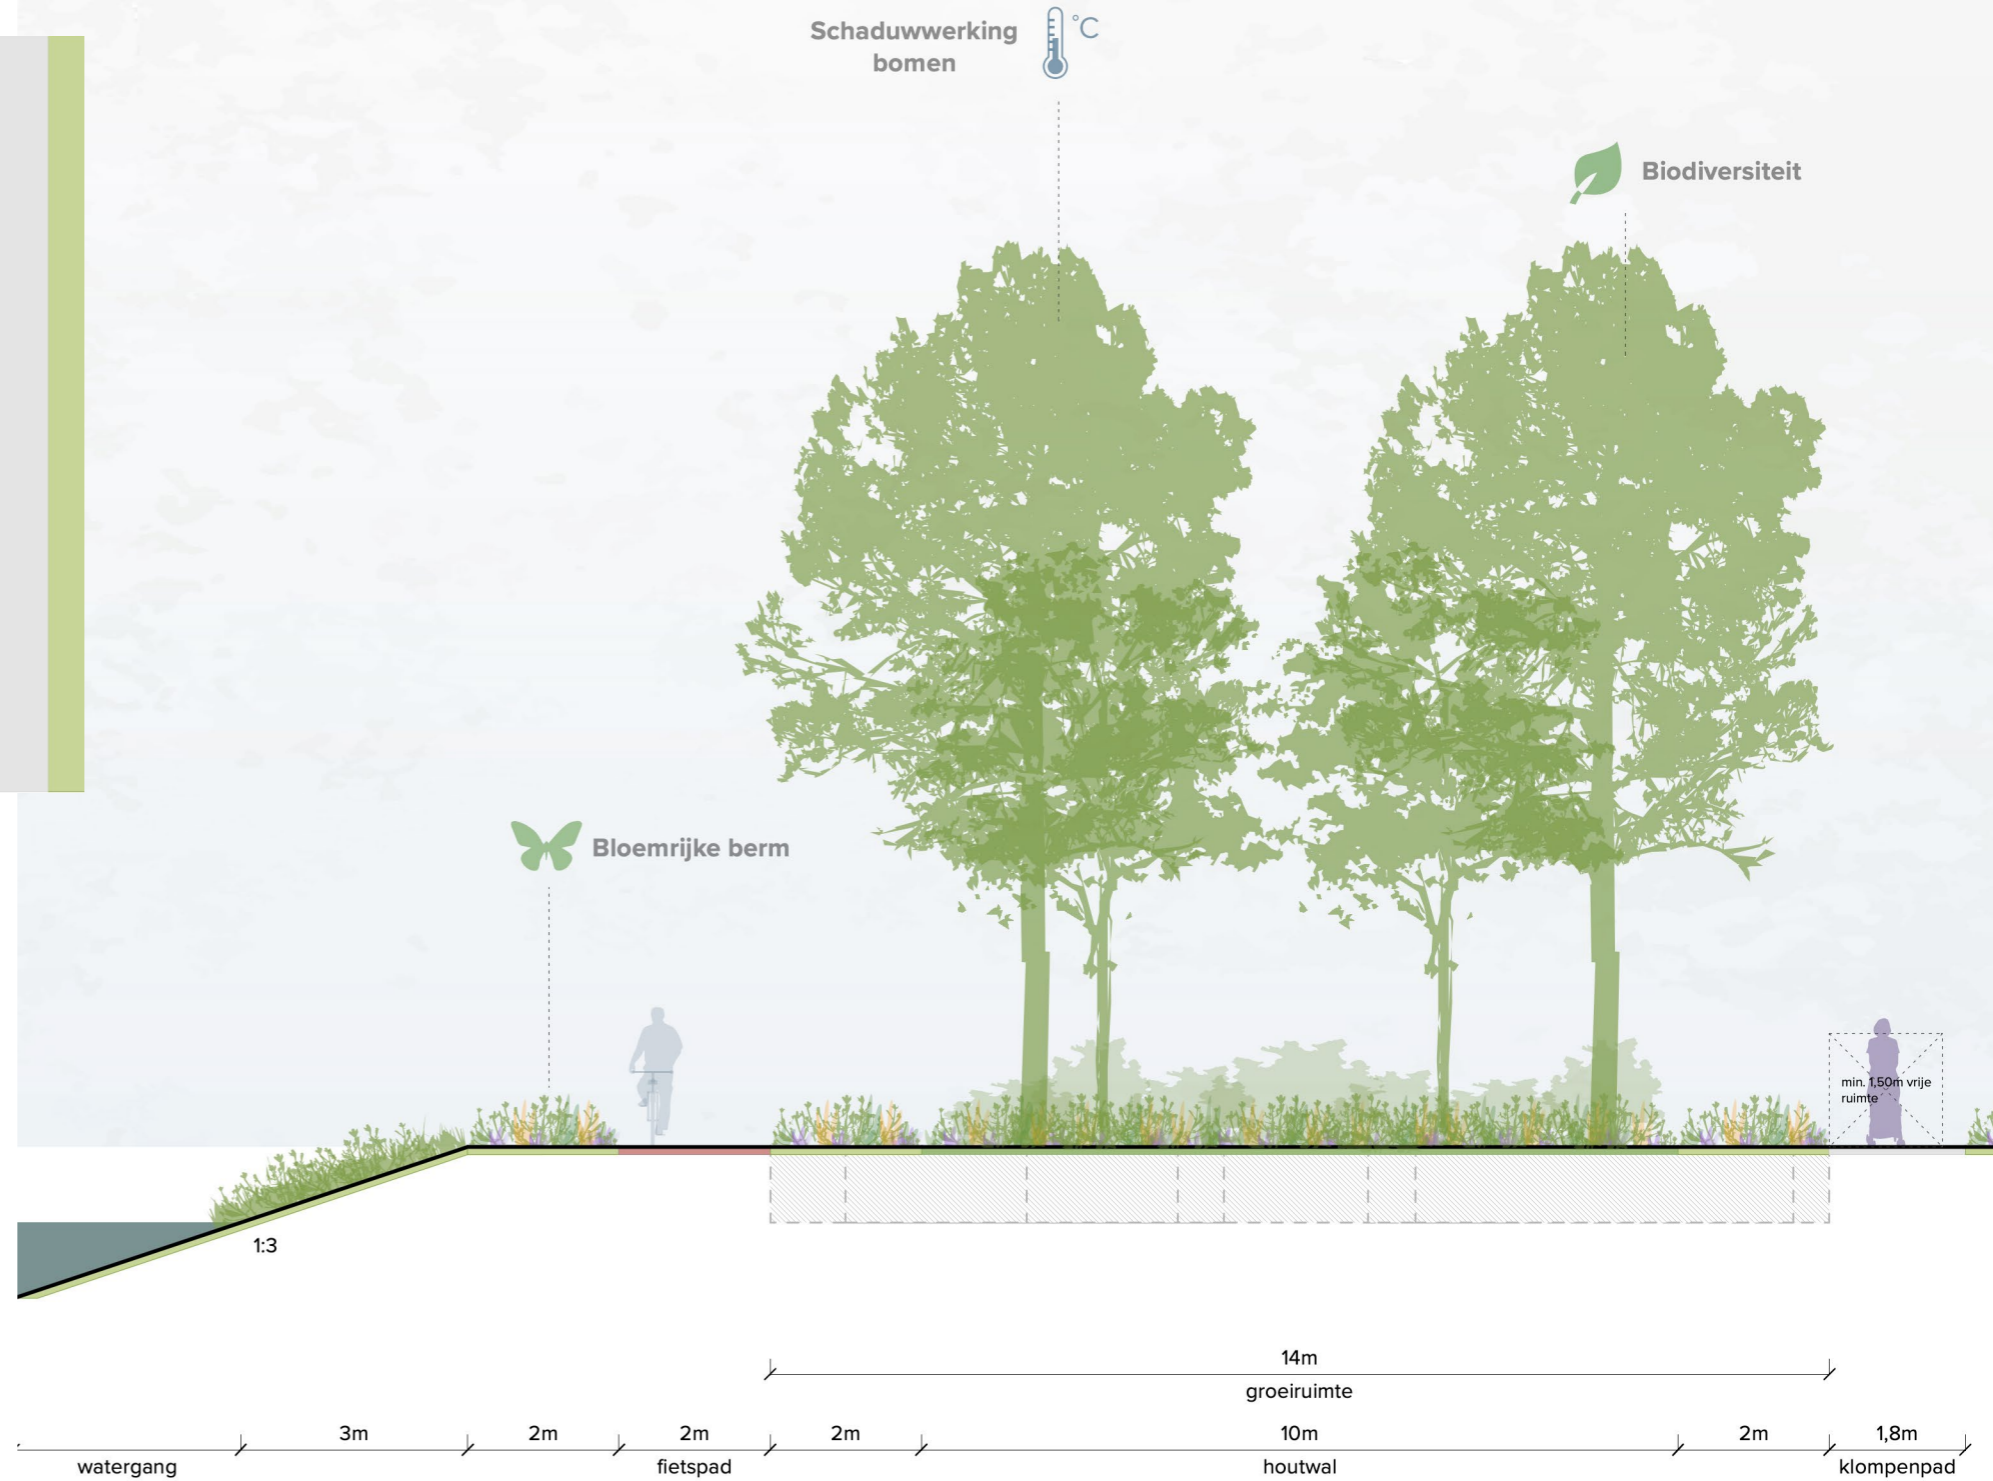 Schaduwwerking
bomen
°C
Biodiversiteit
Bloemrijke berm
min. 1,50m vrije
ruimte
1:3
14m
groeiruimte
3m
2m
2m
2m
10m
2m
1,8m
watergang
fietspad
houtwal
klompenpad